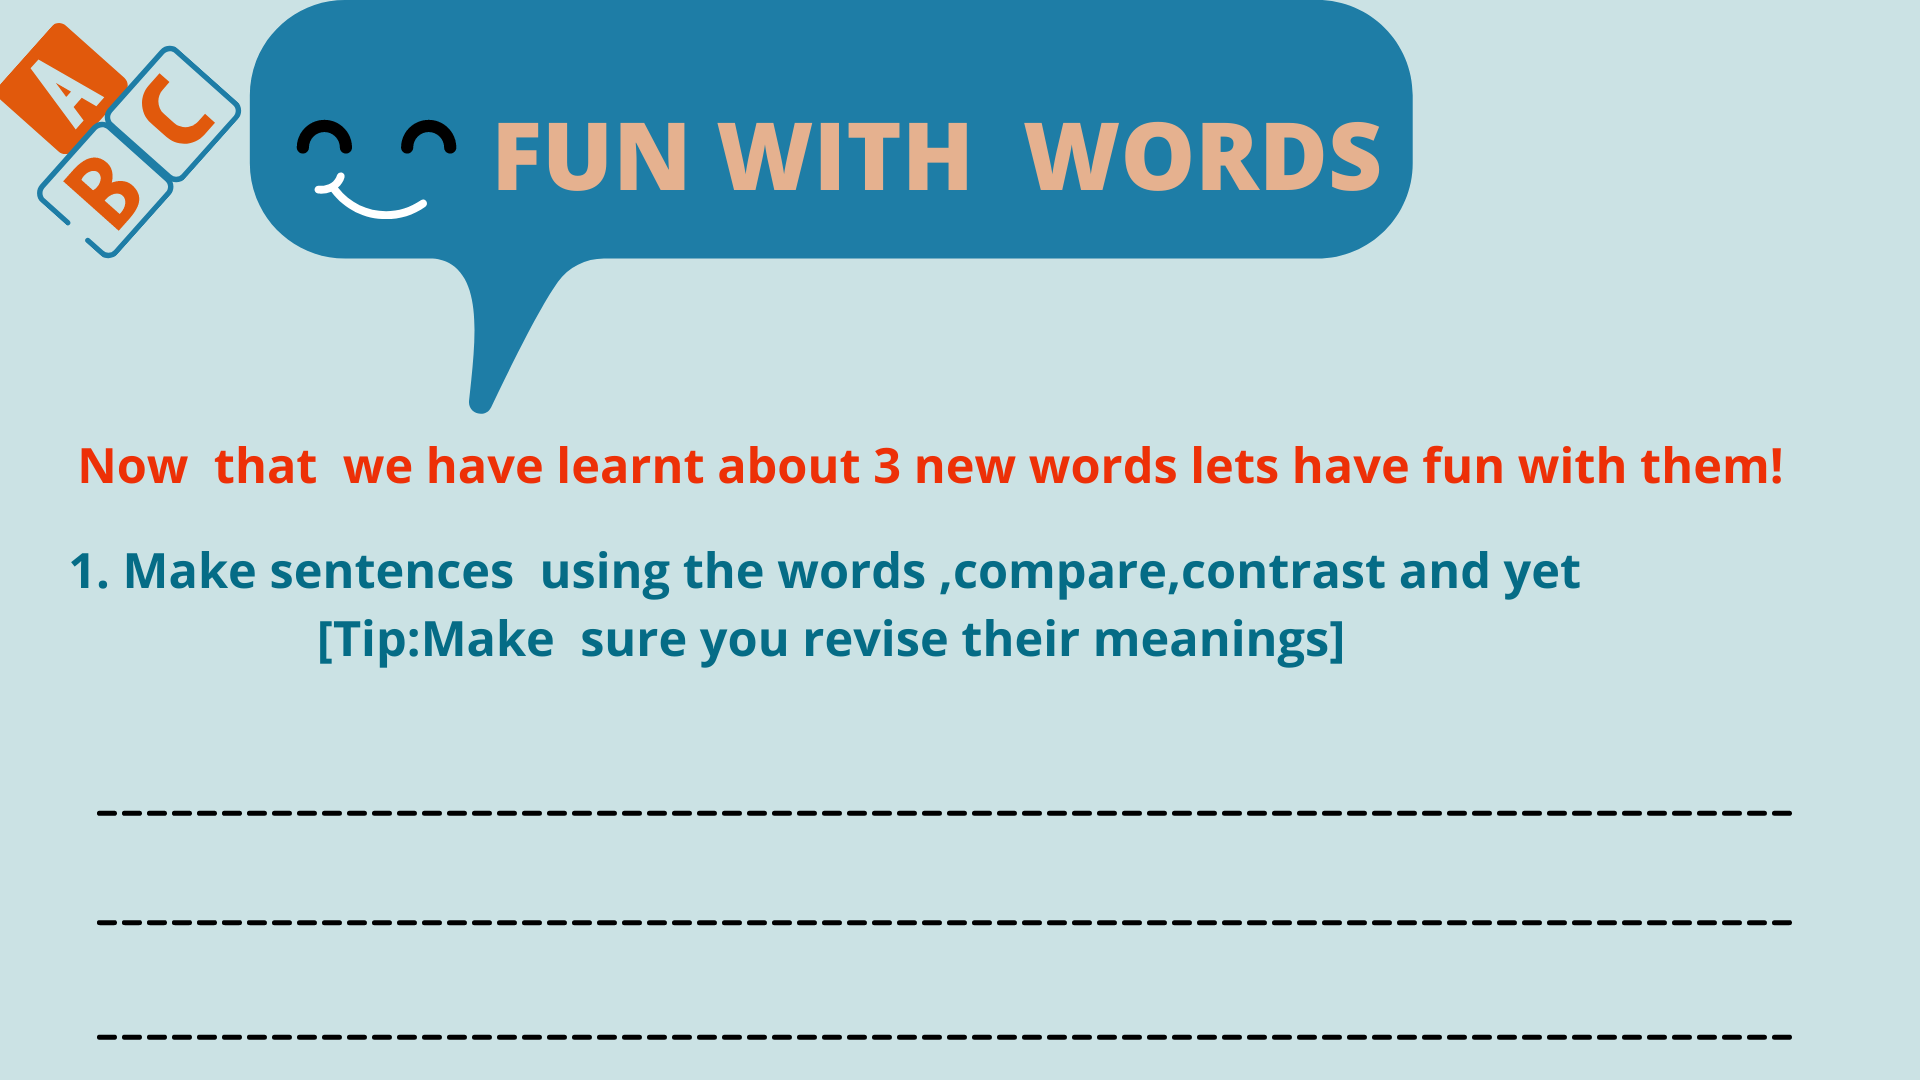 A
C
B
FUN WITH WORDS
Now that we have learnt about 3 new words lets have fun with them!
1. Make sentences using the words ,compare,contrast and yet
[Tip:Make sure you revise their meanings]